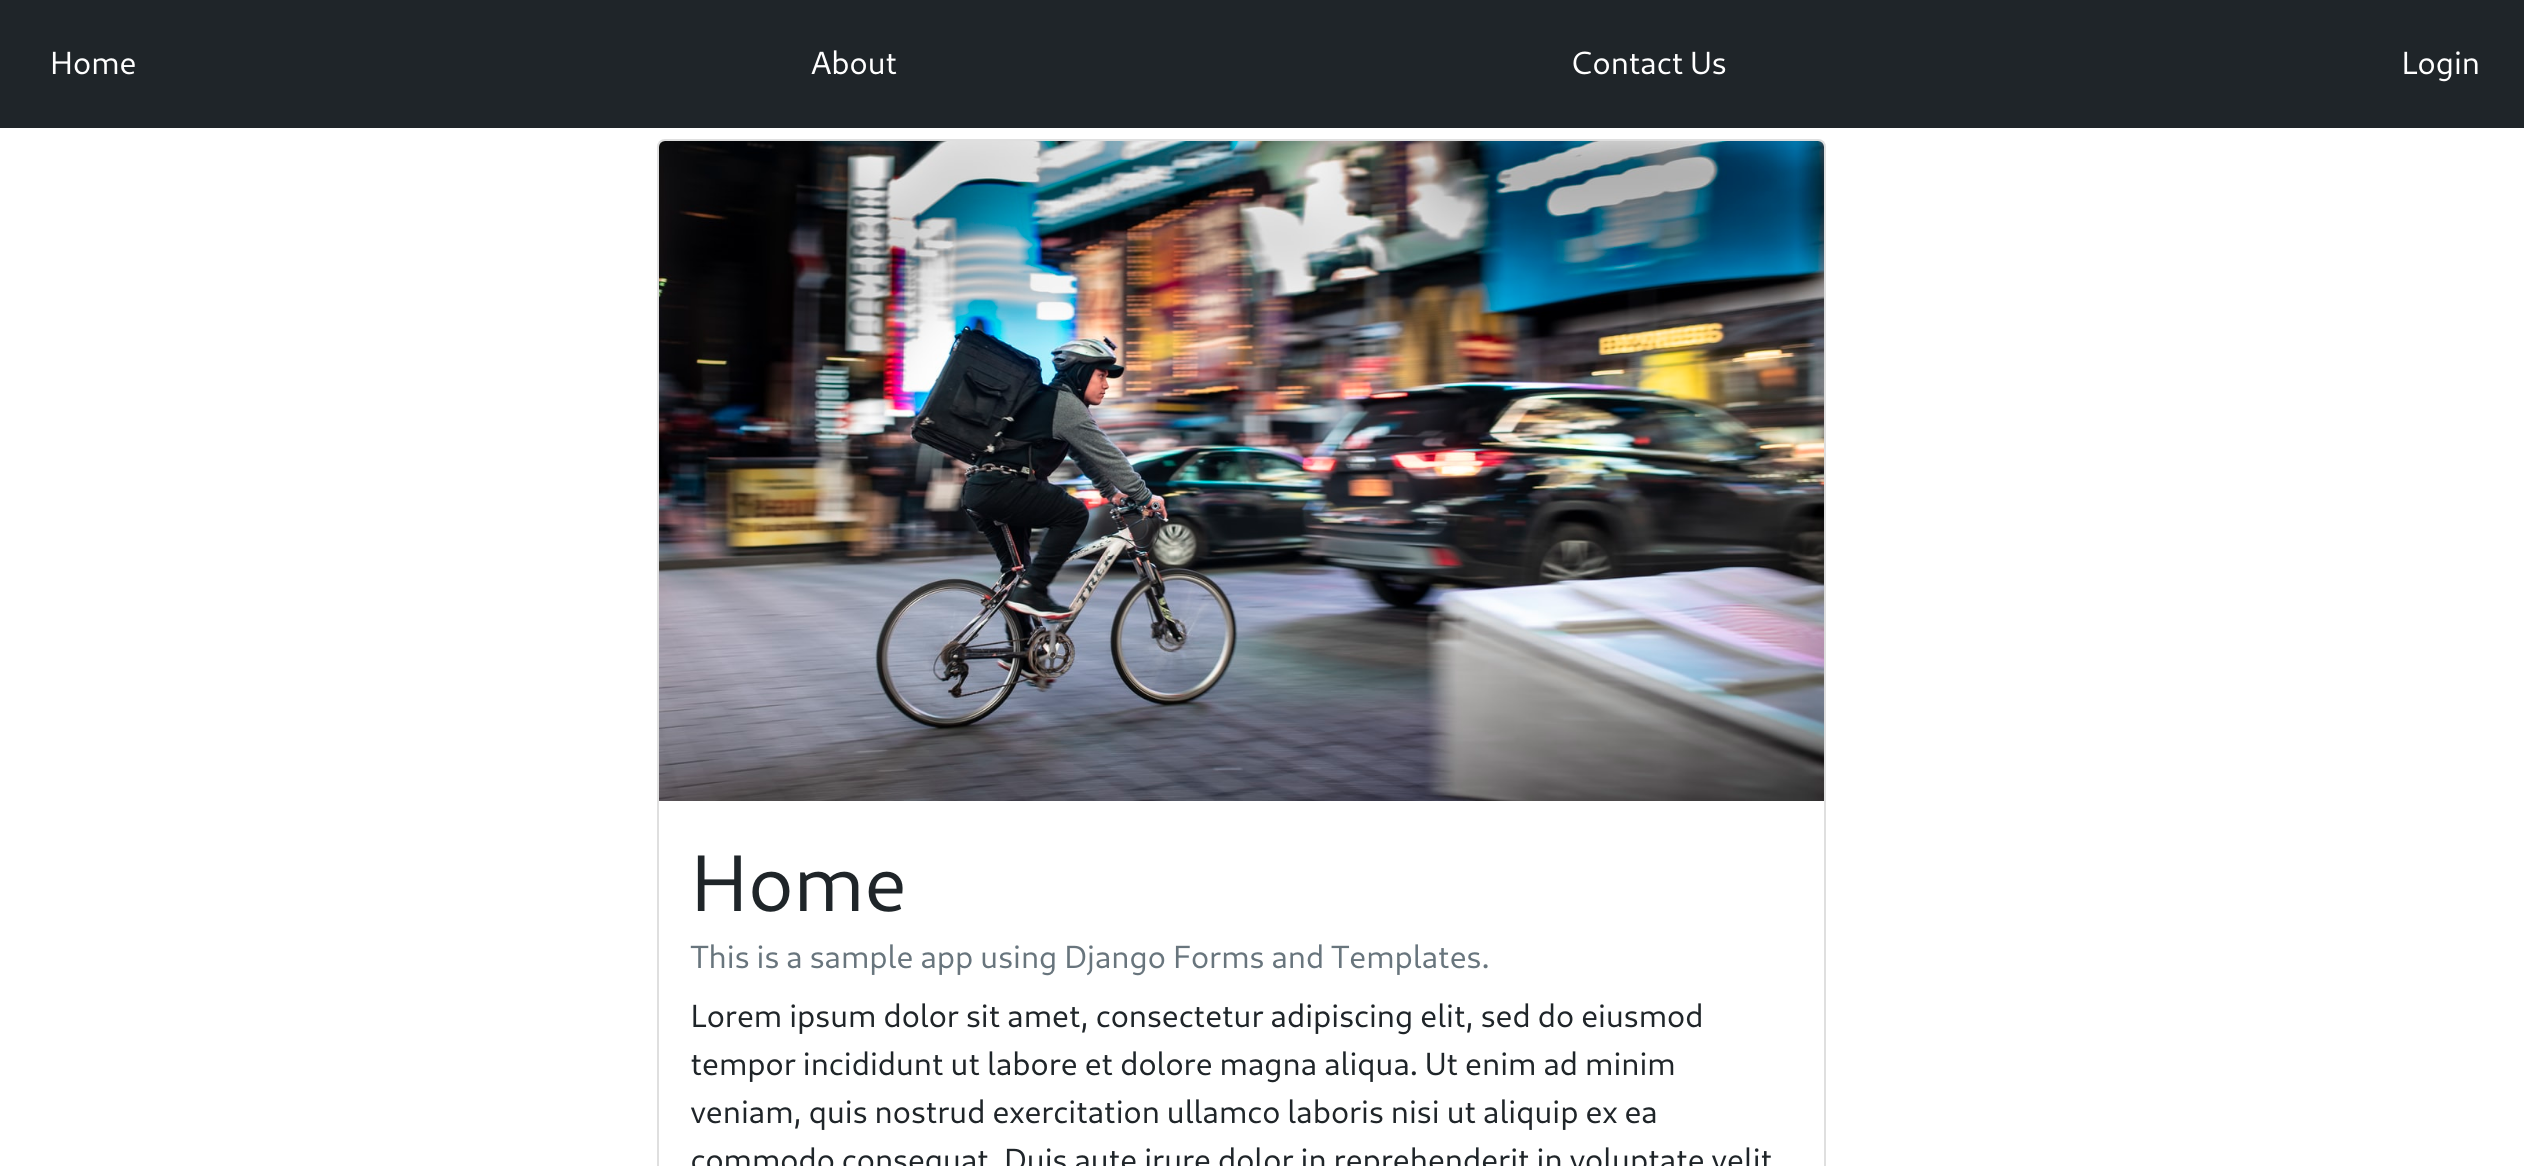 Home
About
Contact Us
Login
TREK
Home
This is a sample app using Django Forms and Templates.
Lorem ipsum dolor sit amet, consectetur adipiscing elit, sed do eiusmod
tempor incididunt ut labore et dolore magna aliqua. Ut enim ad minim
veniam, quis nostrud exercitation ullamco laboris nisi ut aliquip ex ea
commodo consequat. Duis aute irure dolor in reprehenderit in voluptate velit